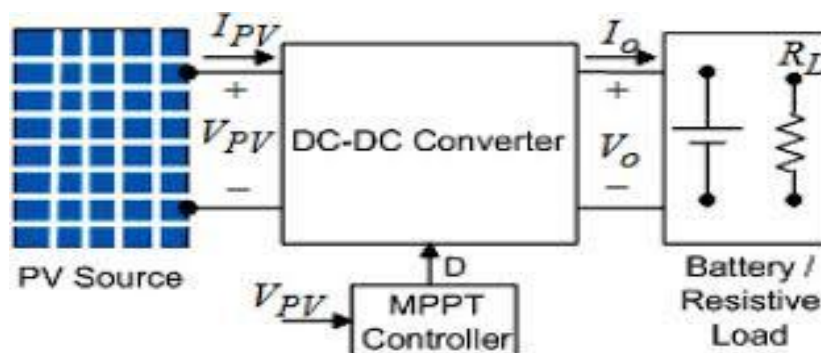 I_PV
I_o
R_L
+
+
V_PV
DC-DC Converter
V_o
−
−
D
PV Source
Battery /
V_PV
MPPT
Resistive
Controller
Load